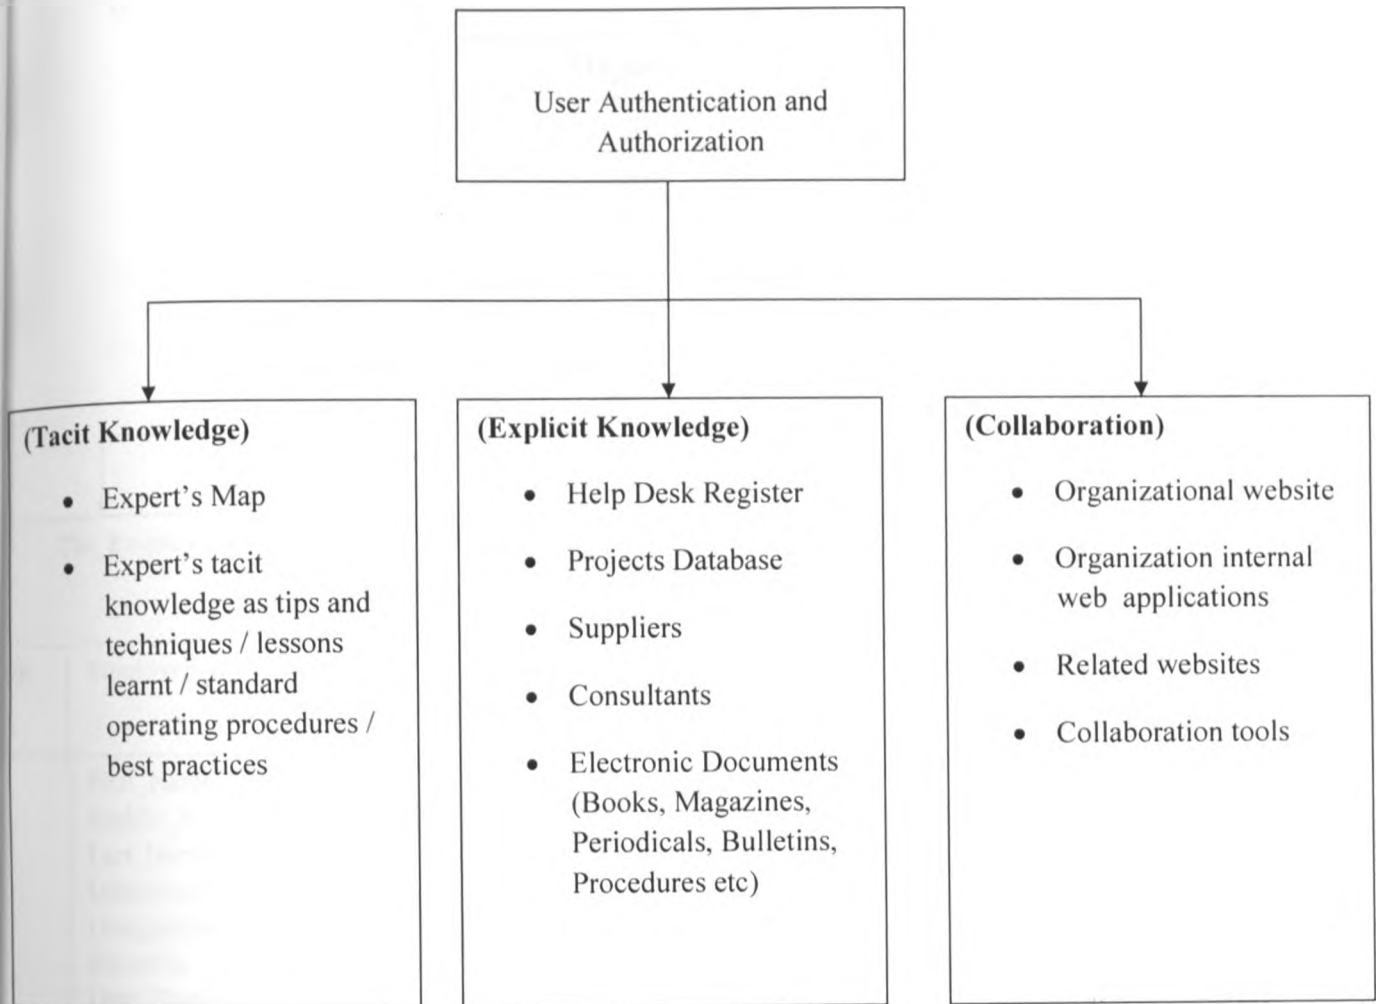 User Authentication and
Authorization
(Tacit Knowledge)
• Expert's Map
• Expert's tacit
knowledge as tips and
techniques / lessons
learnt / standard
operating procedures /
best practices
(Explicit Knowledge)
• Help Desk Register
• Projects Database
• Suppliers
• Consultants
• Electronic Documents
(Books, Magazines,
Periodicals, Bulletins,
Procedures etc)
(Collaboration)
• Organizational website
• Organization internal
web applications
• Related websites
• Collaboration tools